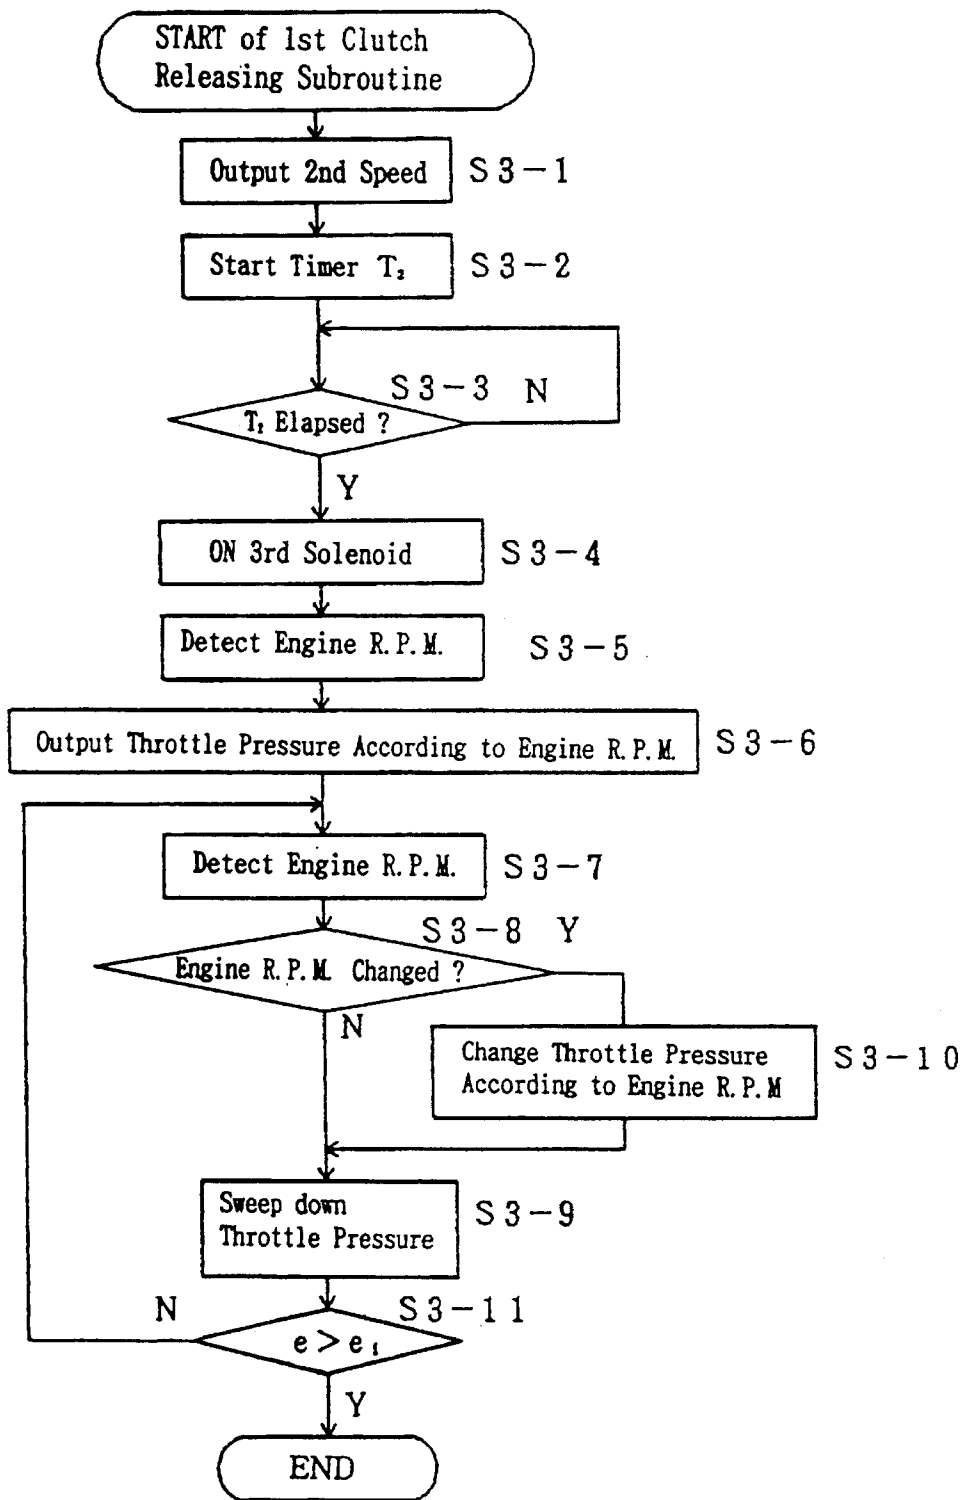 START of 1st Clutch
Releasing Subroutine
Output 2nd Speed
S3-1
Start Timer T₂
S3-2
S3-3
N
T₂ Elapsed ?
Y
ON 3rd Solenoid
S3-4
Detect Engine R.P.M.
S3-5
Output Throttle Pressure According to Engine R.P.M.
S3-6
Detect Engine R.P.M.
S3-7
S3-8
Y
Engine R.P.M. Changed ?
N
Change Throttle Pressure
According to Engine R.P.M
S3-10
Sweep down
Throttle Pressure
S3-9
N
S3-11
e > e₁
Y
END